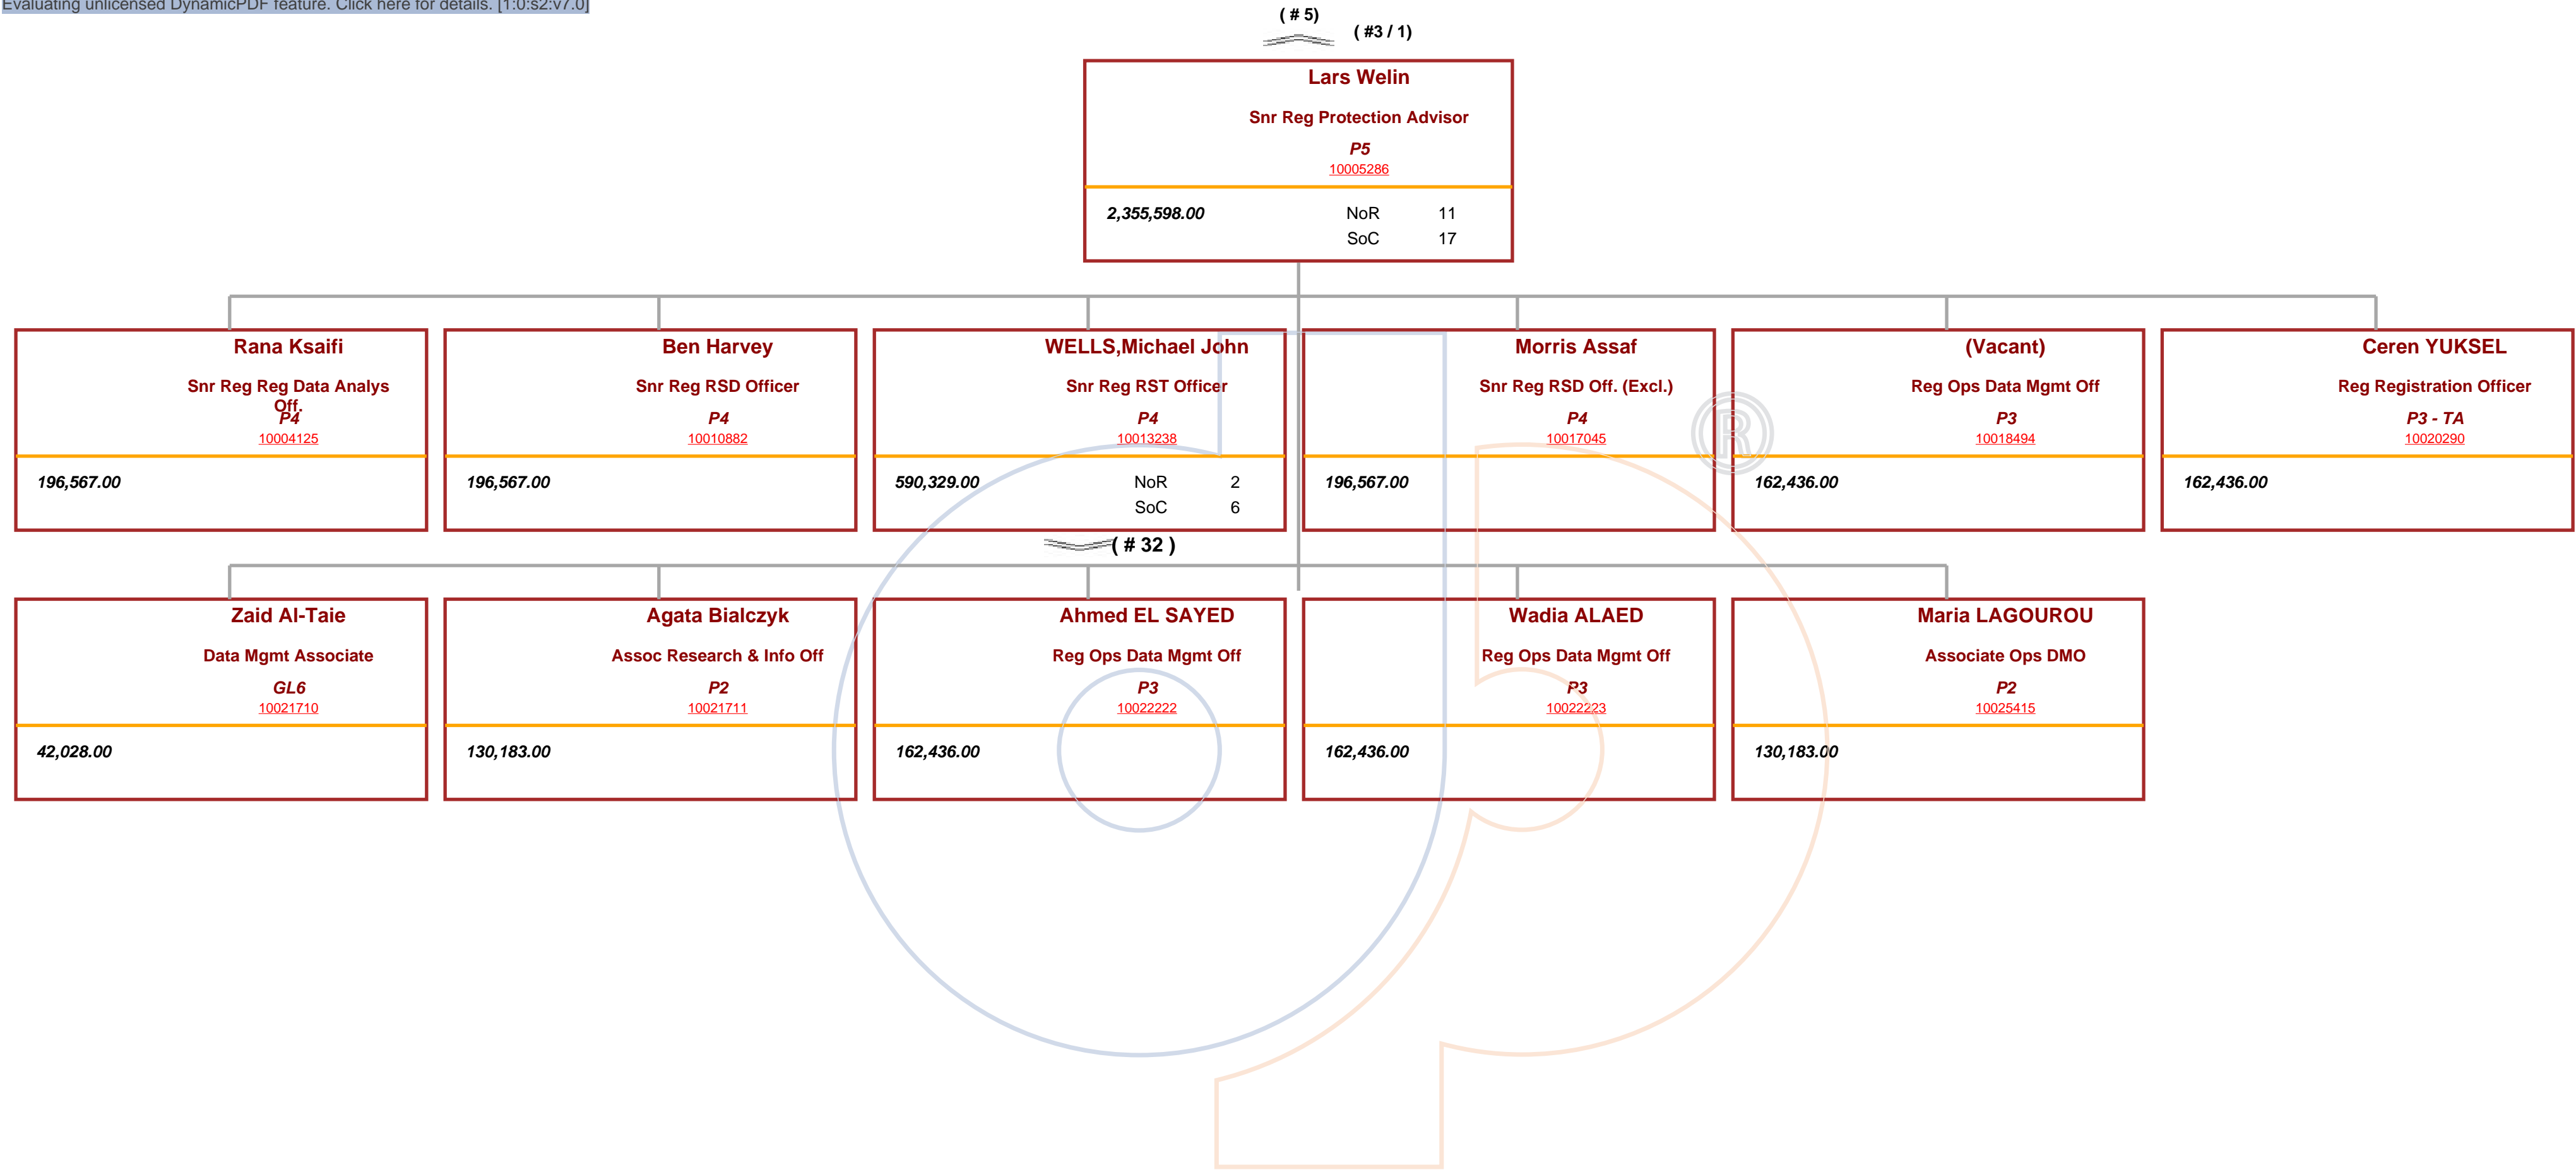 Evaluating unlicensed DynamicPDF feature. Click here for details. [1:0:s2:v7.0]
( # 5)
( #3 / 1)
Lars Welin
Snr Reg Protection Advisor
P5
10005286
2,355,598.00 NoR 11
SoC 17
Rana Ksaifi
Snr Reg Reg Data Analys
Off.
P4
10004125
196,567.00
Ben Harvey
Snr Reg RSD Officer
P4
10010882
196,567.00
WELLS,Michael John
Snr Reg RST Officer
P4
10013238
590,329.00 NoR 2
SoC 6
( # 32 )
Morris Assaf
Snr Reg RSD Off. (Excl.)
P4
10017045
196,567.00
(Vacant)
Reg Ops Data Mgmt Off
P3
10018494
162,436.00
Ceren YUKSEL
Reg Registration Officer
P3 - TA
10020290
162,436.00
Zaid Al-Taie
Data Mgmt Associate
GL6
10021710
42,028.00
Agata Bialczyk
Assoc Research & Info Off
P2
10021711
130,183.00
Ahmed EL SAYED
Reg Ops Data Mgmt Off
P3
10022222
162,436.00
Wadia ALAED
Reg Ops Data Mgmt Off
P3
10022223
162,436.00
Maria LAGOUROU
Associate Ops DMO
P2
10025415
130,183.00
®